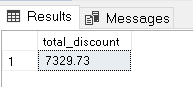 Results Messages
total_discount
1 7329.73